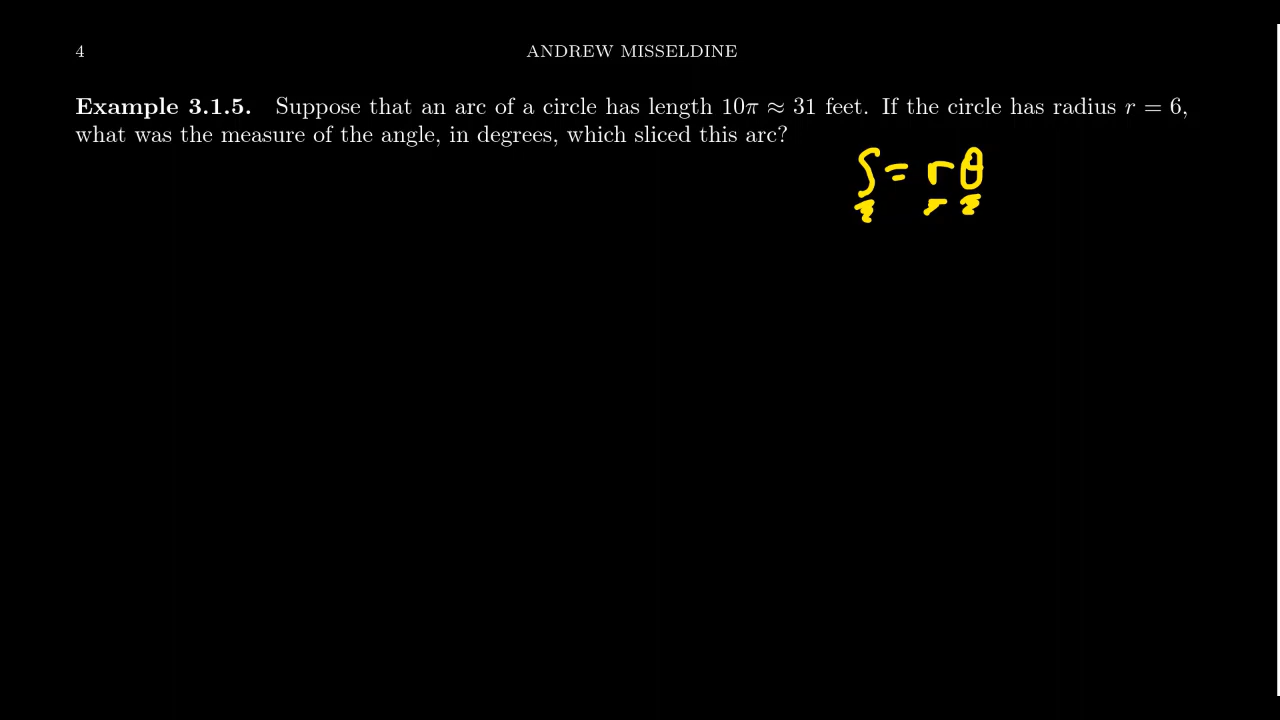 4
ANDREW MISSELDINE
Example 3.1.5. Suppose that an arc of a circle has length 10π ≈ 31 feet. If the circle has radius r = 6,
what was the measure of the angle, in degrees, which sliced this arc?
S = rθ